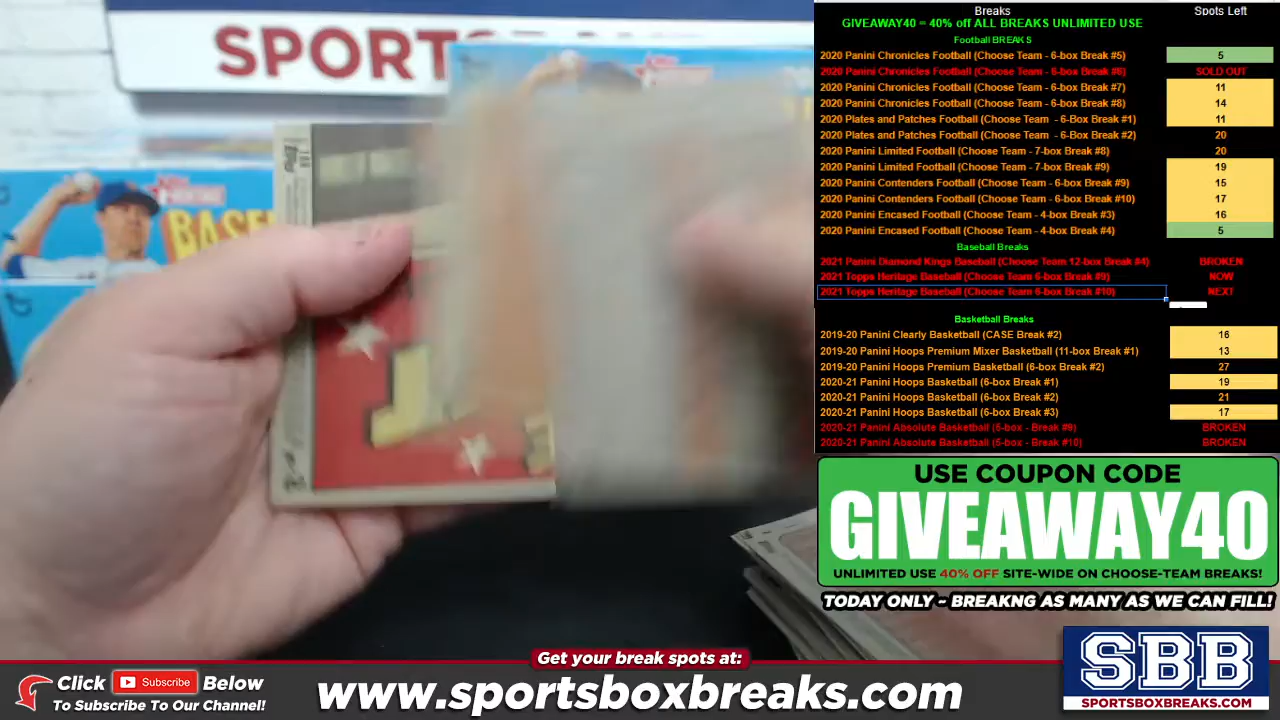 SPORTS
BASE
Topps
Breaks Spots Left
GIVEAWAY40 = 40% off ALL BREAKS UNLIMITED USE
Football BREAKS
2020 Panini Chronicles Football (Choose Team - 6-box Break #5) 5
2020 Panini Chronicles Football (Choose Team - 6-box Break #6) SOLD OUT
2020 Panini Chronicles Football (Choose Team - 6-box Break #7) 11
2020 Panini Chronicles Football (Choose Team - 6-box Break #8) 14
2020 Plates and Patches Football (Choose Team - 6-Box Break #1) 11
2020 Plates and Patches Football (Choose Team - 6-Box Break #2) 20
2020 Panini Limited Football (Choose Team - 7-box Break #8) 20
2020 Panini Limited Football (Choose Team - 7-box Break #9) 19
2020 Panini Contenders Football (Choose Team - 6-box Break #9) 15
2020 Panini Contenders Football (Choose Team - 6-box Break #10) 17
2020 Panini Encased Football (Choose Team - 4-box Break #3) 16
2020 Panini Encased Football (Choose Team - 4-box Break #4) 5
Baseball Breaks
2021 Panini Diamond Kings Baseball (Choose Team 12-box Break #4) BROKEN
2021 Topps Heritage Baseball (Choose Team 6-box Break #9) NOW
2021 Topps Heritage Baseball (Choose Team 6-box Break #10) NEXT
Basketball Breaks
2019-20 Panini Clearly Basketball (CASE Break #2) 16
2019-20 Panini Hoops Premium Mixer Basketball (11-box Break #1) 13
2019-20 Panini Hoops Premium Basketball (6-box Break #2) 27
2020-21 Panini Hoops Basketball (6-box Break #1) 19
2020-21 Panini Hoops Basketball (6-box Break #2) 21
2020-21 Panini Hoops Basketball (6-box Break #3) 17
2020-21 Panini Absolute Basketball (5-box - Break #9) BROKEN
2020-21 Panini Absolute Basketball (5-box - Break #10) BROKEN
USE COUPON CODE
GIVEAWAY40
UNLIMITED USE 40% OFF SITE-WIDE ON CHOOSE-TEAM BREAKS!
TODAY ONLY ~ BREAKNG AS MANY AS WE CAN FILL!
Get your break spots at:
Click Subscribe Below
To Subscribe To Our Channel!
www.sportsboxbreaks.com
SBB
SPORTSBOXBREAKS.COM